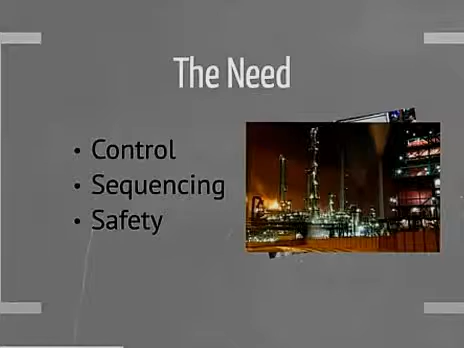 The Need
• Control
• Sequencing
• Safety